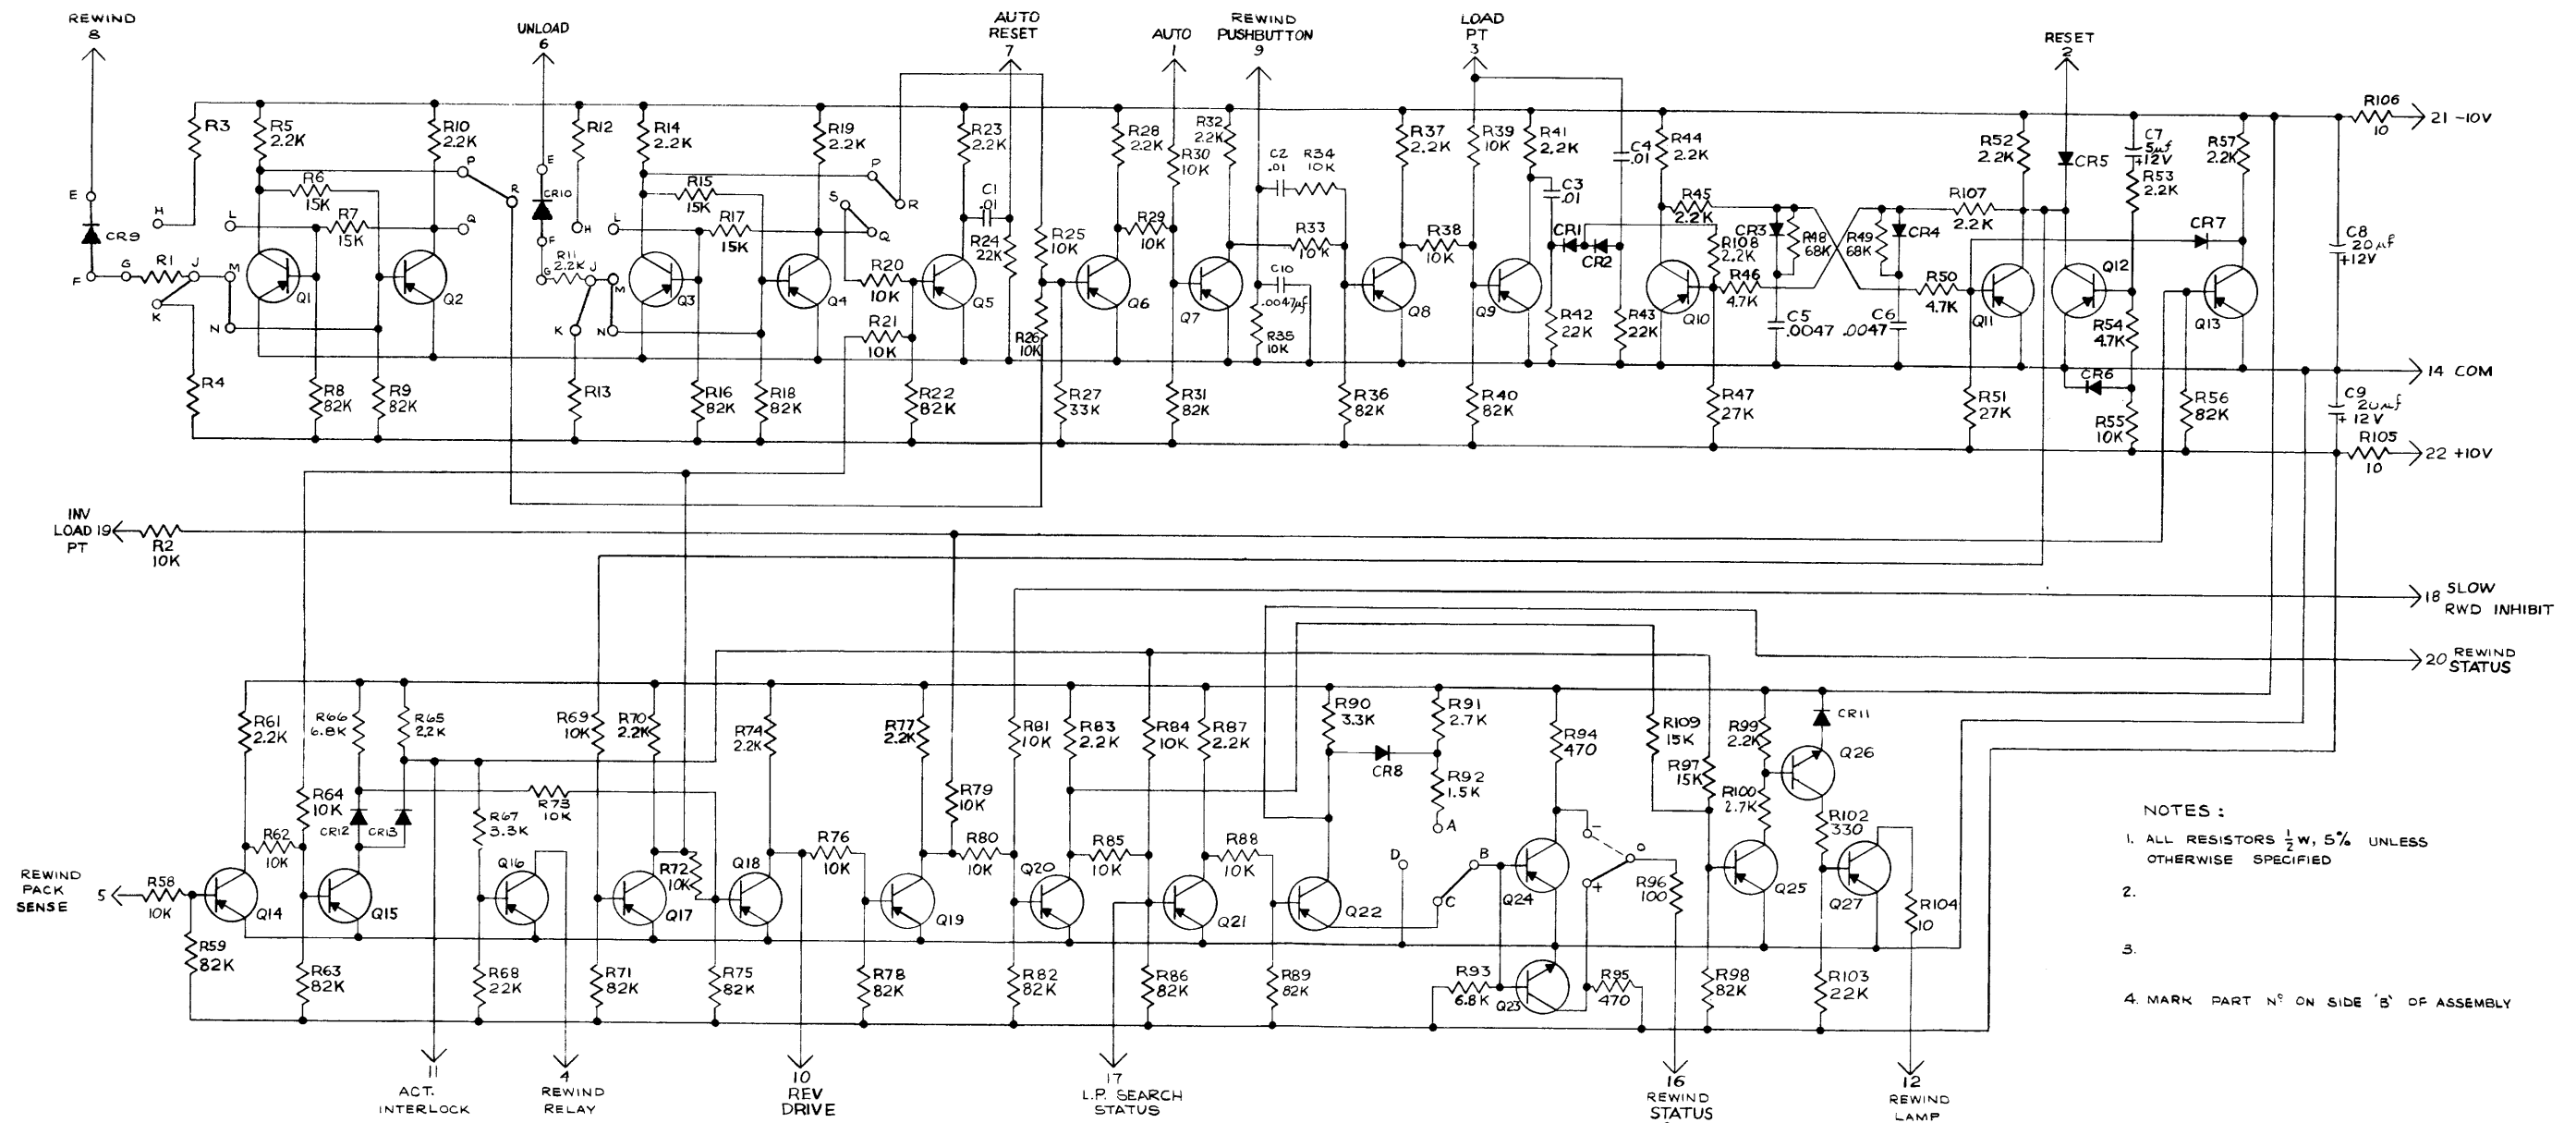 REWIND
8
UNLOAD
6
AUTO
RESET
7
AUTO
1
REWIND
PUSHBUTTON
9
LOAD
PT
3
RESET
2
R3
R5
2.2K
R10
2.2K
R12
R14
2.2K
R19
2.2K
R23
2.2K
R28
2.2K
R30
10K
R32
2.2K
C2
.01
R34
10K
R37
2.2K
R39
10K
R41
2.2K
C4
.01
R44
2.2K
R52
2.2K
CR5
C7
5µf
+12V
R53
2.2K
R57
2.2K
R106
10
21 -10V
E
CR9
F
G
H
R1
J
K
L
M
N
R6
15K
R7
15K
P
R
Q
Q1
Q2
E
CR10
F
G
R11
2.2K
H
J
K
L
M
N
R15
15K
R17
15K
Q3
Q4
P
S
R
Q
R20
10K
R21
10K
C1
.01
R24
22K
Q5
R25
10K
R26
10K
Q6
R29
10K
Q7
R33
10K
C10
.0047µf
R35
10K
Q8
R38
10K
Q9
C3
.01
CR1
CR2
R42
22K
R43
22K
Q10
R45
2.2K
R108
2.2K
R46
4.7K
CR3
R48
68K
R49
68K
CR4
C5
.0047
C6
.0047
R107
2.2K
R50
4.7K
Q11
Q12
R54
4.7K
CR7
Q13
C8
20µf
+12V
R4
R8
82K
R9
82K
R13
R16
82K
R18
82K
R22
82K
R27
33K
R31
82K
R36
82K
R40
82K
R47
27K
R51
27K
CR6
R55
10K
R56
82K
14 COM
C9
20µf
+12V
R105
10
22 +10V
INV
LOAD 19
PT
R2
10K
18 SLOW
RWD INHIBIT
20 REWIND
STATUS
R61
2.2K
R66
6.8K
R65
2.2K
R69
10K
R70
2.2K
R74
2.2K
R77
2.2K
R81
10K
R83
2.2K
R84
10K
R87
2.2K
R90
3.3K
R91
2.7K
R94
470
R109
15K
R97
15K
R99
2.2K
CR11
Q26
R64
10K
CR12
CR13
R67
3.3K
R73
10K
R79
10K
CR8
R92
1.5K
A
R100
2.7K
R102
330
R62
10K
Q16
R72
10K
Q18
R76
10K
R80
10K
Q20
R85
10K
R88
10K
D
B
C
-
0
+
R96
100
REWIND
PACK
SENSE
5
R58
10K
Q14
Q15
Q17
Q19
Q21
Q22
Q24
Q25
Q27
R104
10
R59
82K
R63
82K
R68
22K
R71
82K
R75
82K
R78
82K
R82
82K
R86
82K
R89
82K
R93
6.8K
Q23
R95
470
R98
82K
R103
22K
11
ACT.
INTERLOCK
4
REWIND
RELAY
10
REV
DRIVE
17
L.P. SEARCH
STATUS
16
REWIND
STATUS
12
REWIND
LAMP
NOTES :
1. ALL RESISTORS ½W, 5% UNLESS
OTHERWISE SPECIFIED
2.
3.
4. MARK PART Nº ON SIDE 'B' OF ASSEMBLY